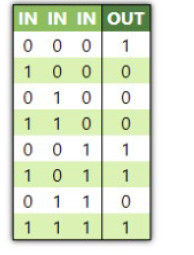 IN IN IN OUT
0 0 0 1
1 0 0 0
0 1 0 0
1 1 0 0
0 0 1 1
1 0 1 1
0 1 1 0
1 1 1 1